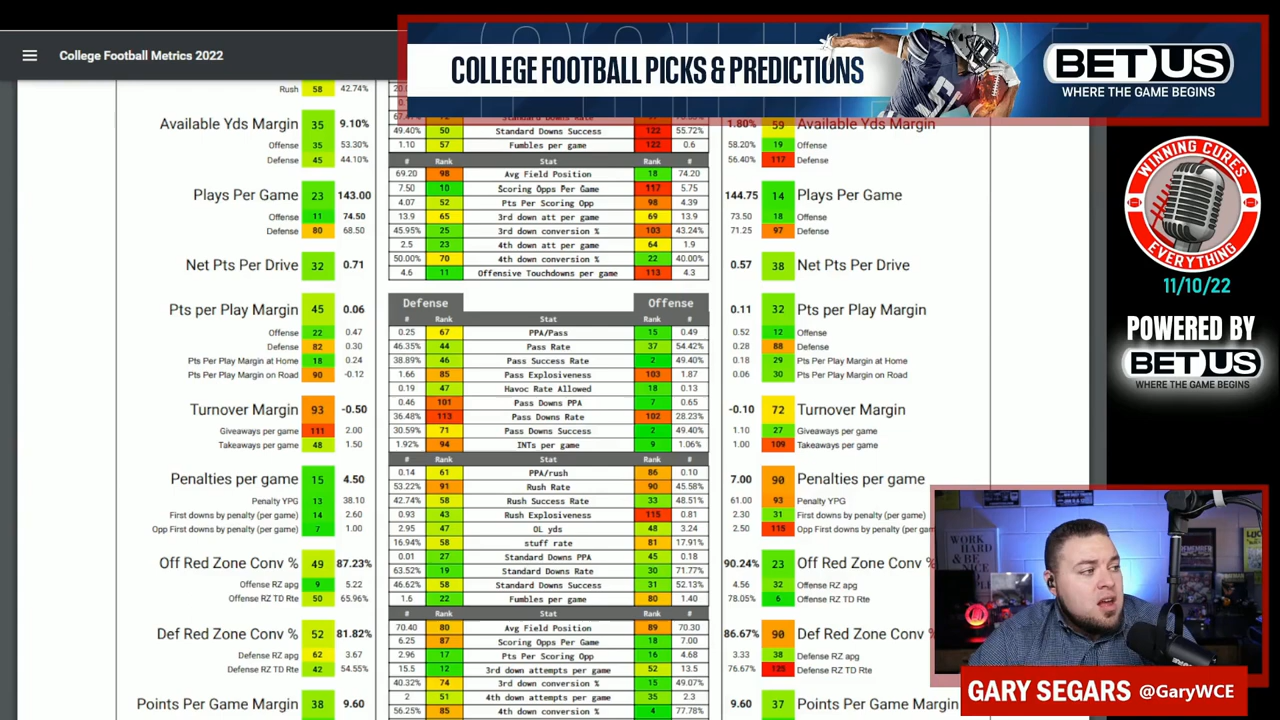 College Football Metrics 2022
COLLEGE FOOTBALL PICKS & PREDICTIONS
BETUS
WHERE THE GAME BEGINS
Rush 58 42.74%
Available Yds Margin 35 9.10%
Offense 35 53.30%
Defense 45 44.10%
Plays Per Game 23 143.00
Offense 11 74.50
Defense 80 68.50
Net Pts Per Drive 32 0.71
Pts per Play Margin 45 0.06
Offense 22 0.47
Defense 82 0.30
Pts Per Play Margin at Home 18 0.24
Pts Per Play Margin on Road 90 -0.12
Turnover Margin 93 -0.50
Giveaways per game 111 2.00
Takeaways per game 48 1.50
Penalties per game 15 4.50
Penalty YPG 13 38.10
First downs by penalty (per game) 14 2.60
Opp First downs by penalty (per game) 7 1.00
Off Red Zone Conv % 49 87.23%
Offense RZ apg 9 5.22
Offense RZ TD Rte 50 65.96%
Def Red Zone Conv % 52 81.82%
Defense RZ apg 62 3.67
Defense RZ TD Rte 42 54.55%
Points Per Game Margin 38 9.60
49.40% 50 Standard Downs Success 122 55.72%
1.10 57 Fumbles per game 122 0.6
# Rank Stat Rank #
69.20 98 Avg Field Position 18 74.20
7.50 10 Scoring Opps Per Game 117 5.75
4.07 52 Pts Per Scoring Opp 98 4.39
13.9 65 3rd down att per game 69 13.9
45.95% 25 3rd down conversion % 103 43.24%
2.5 23 4th down att per game 64 1.9
50.00% 70 4th down conversion % 22 40.00%
4.6 11 Offensive Touchdowns per game 113 4.3
Defense Offense
# Rank Stat Rank #
0.25 67 PPA/Pass 15 0.49
46.35% 44 Pass Rate 37 54.42%
38.89% 46 Pass Success Rate 2 49.40%
1.66 85 Pass Explosiveness 103 1.87
0.19 47 Havoc Rate Allowed 18 0.13
0.46 101 Pass Downs PPA 7 0.65
36.48% 113 Pass Downs Rate 102 28.23%
30.59% 71 Pass Downs Success 2 49.40%
1.92% 94 INTs per game 9 1.06%
# Rank Stat Rank #
0.14 61 PPA/rush 86 0.10
53.22% 91 Rush Rate 90 45.58%
42.74% 58 Rush Success Rate 33 48.51%
0.93 43 Rush Explosiveness 115 0.81
2.95 47 OL yds 48 3.24
16.94% 58 stuff rate 81 17.91%
0.01 27 Standard Downs PPA 45 0.18
63.52% 19 Standard Downs Rate 30 71.77%
46.62% 58 Standard Downs Success 31 52.13%
1.6 22 Fumbles per game 80 1.40
# Rank Stat Rank #
70.40 80 Avg Field Position 89 70.30
6.25 87 Scoring Opps Per Game 18 7.00
2.96 17 Pts Per Scoring Opp 16 4.68
15.5 12 3rd down attempts per game 52 13.5
40.32% 74 3rd down conversion % 15 49.07%
2 51 4th down attempts per game 35 2.3
56.25% 85 4th down conversion % 4 77.78%
1.80% 59 Available Yds Margin
58.20% 19 Offense
56.40% 117 Defense
144.75 14 Plays Per Game
73.50 18 Offense
71.25 97 Defense
0.57 38 Net Pts Per Drive
0.11 32 Pts per Play Margin
0.52 12 Offense
0.28 88 Defense
0.18 29 Pts Per Play Margin at Home
0.06 30 Pts Per Play Margin on Road
-0.10 72 Turnover Margin
1.10 27 Giveaways per game
1.00 109 Takeaways per game
7.00 90 Penalties per game
61.00 93 Penalty YPG
2.30 31 First downs by penalty (per game)
2.50 115 Opp First downs by penalty (per gam
90.24% 23 Off Red Zone Conv %
4.56 32 Offense RZ apg
78.05% 6 Offense RZ TD Rte
86.67% 90 Def Red Zone Conv %
3.33 38 Defense RZ apg
76.67% 125 Defense RZ TD Rte
9.60 37 Points Per Game Margin
WINNING CURES
EVERYTHING
11/10/22
POWERED BY
BETUS
WHERE THE GAME BEGINS
WORK
HARD
& BE
GARY SEGARS @GaryWCE